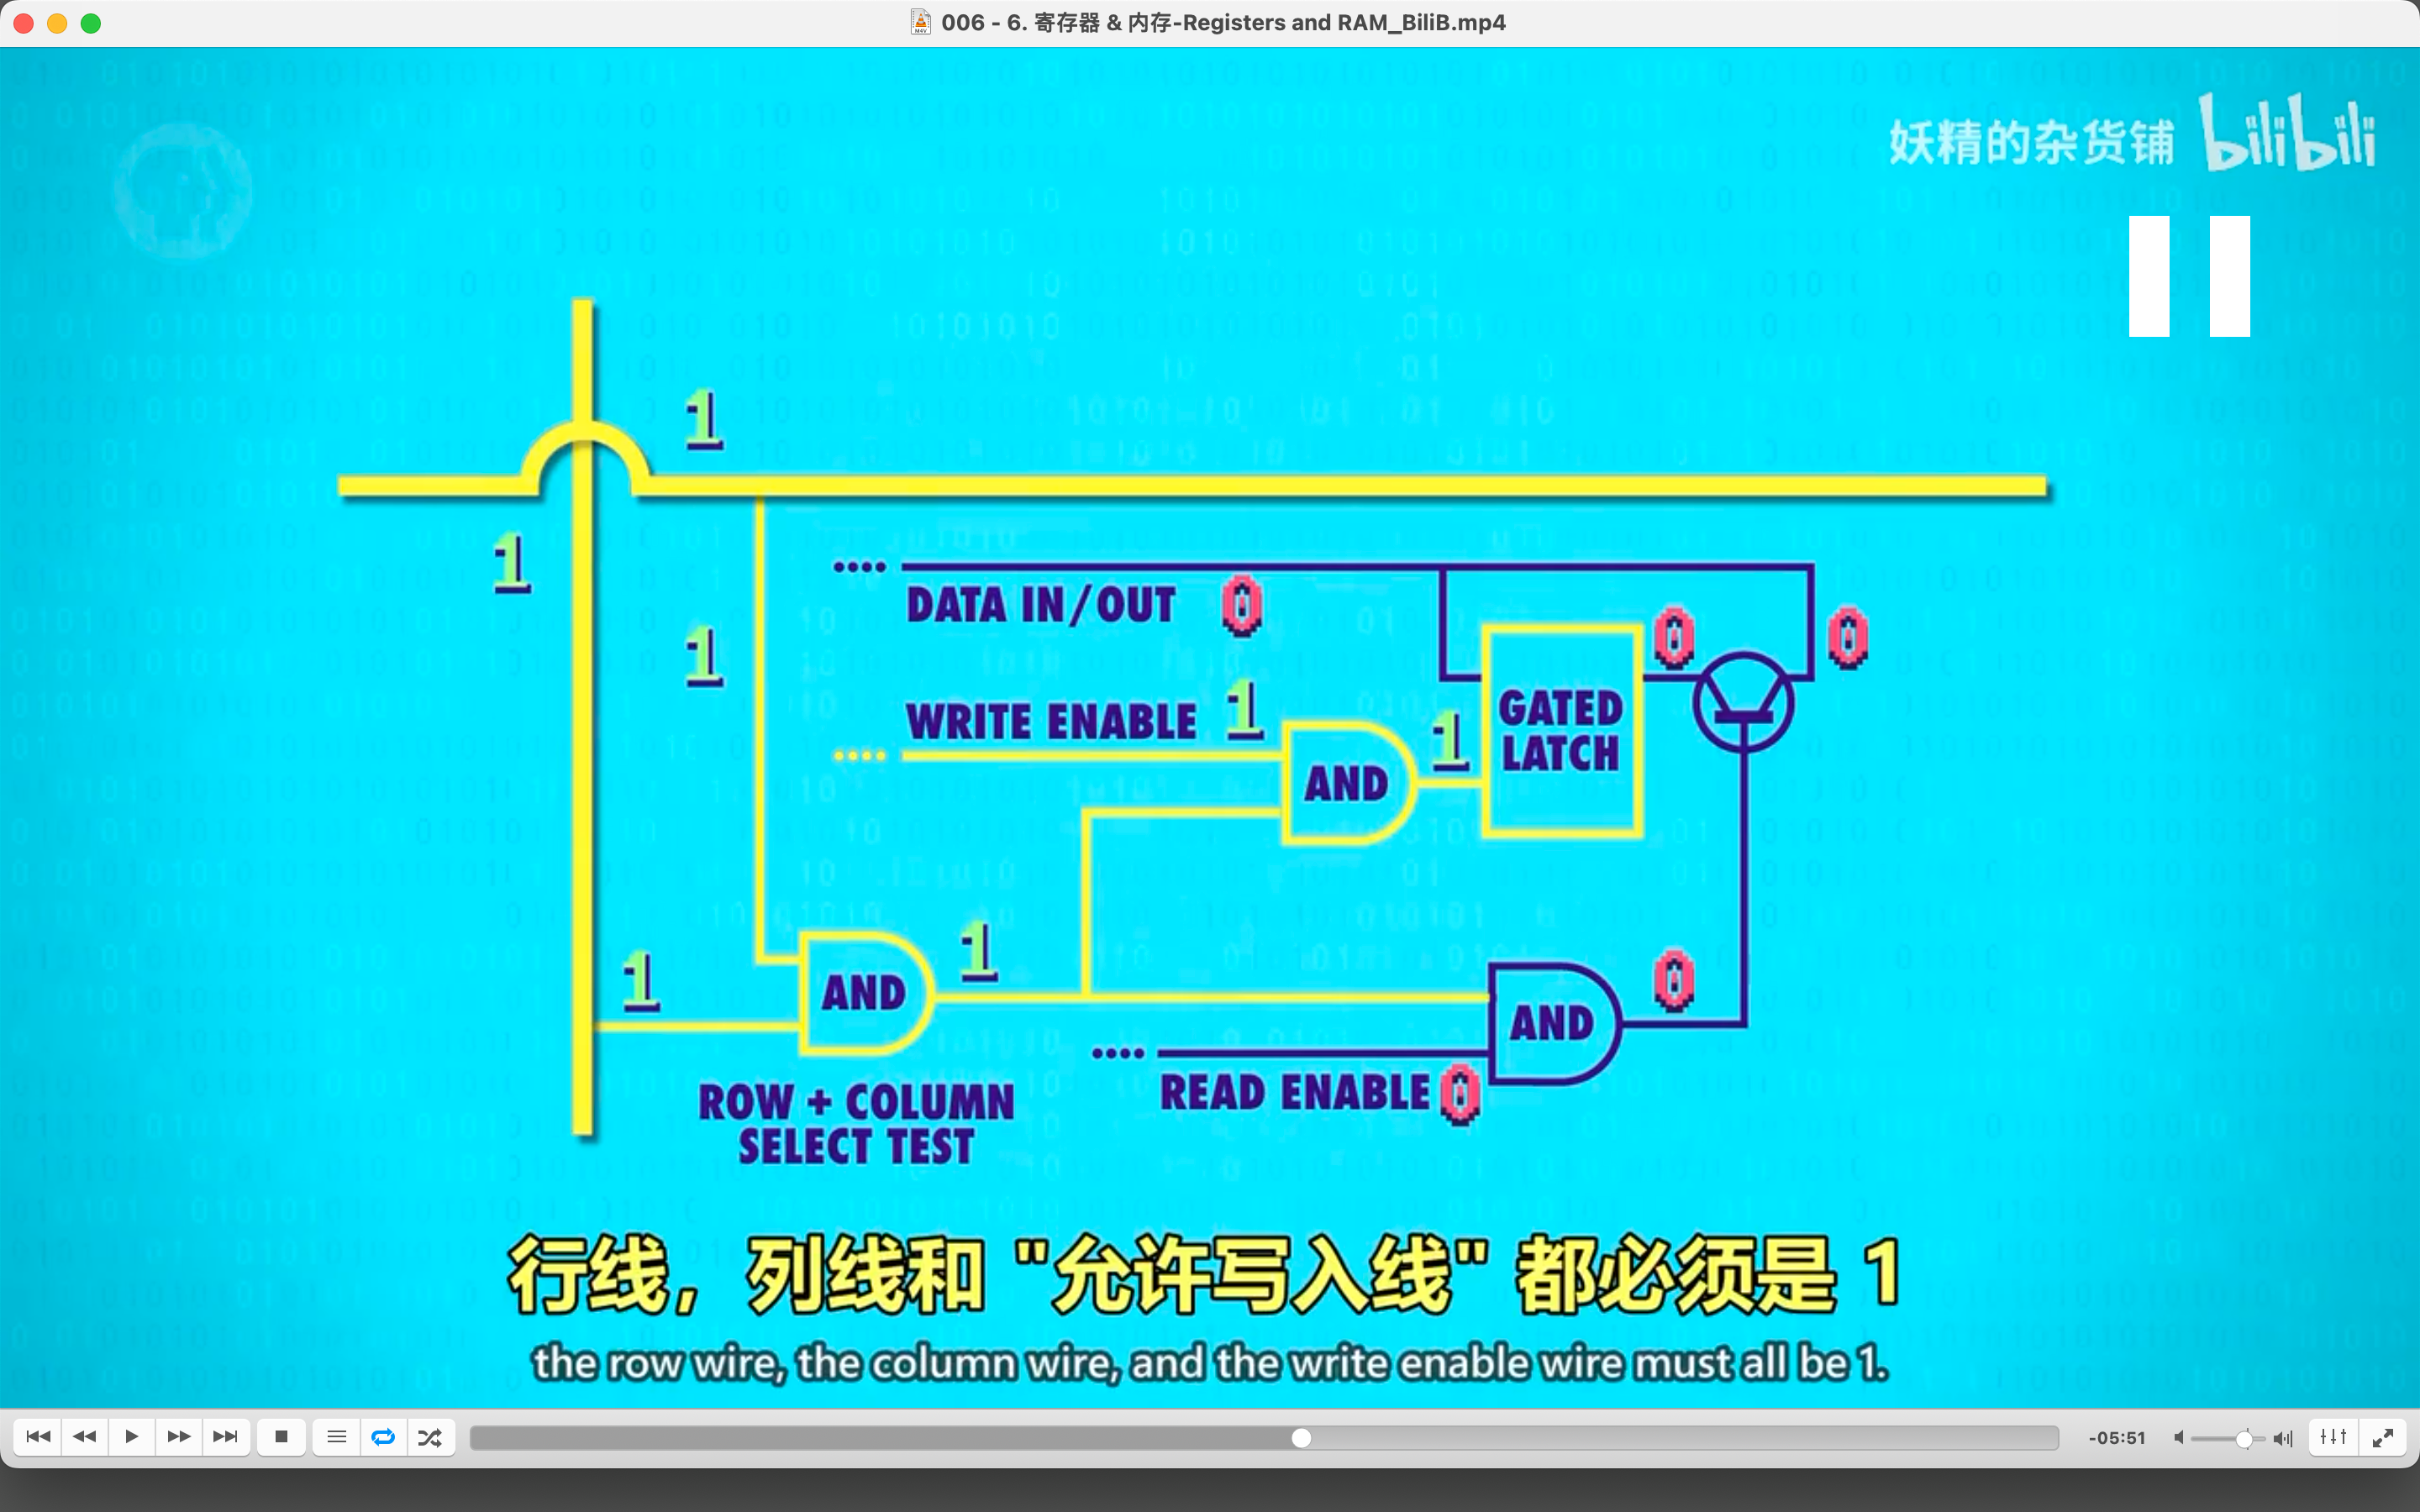 006 - 6. 寄存器 & 内存-Registers and RAM_BiliB.mp4
妖精的杂货铺 bilibili
1
1
1
DATA IN/OUT 0
0
0
WRITE ENABLE 1
1
GATED
LATCH
AND
1
1
0
AND
AND
READ ENABLE 0
ROW + COLUMN
SELECT TEST
行线，列线和 "允许写入线" 都必须是 1
the row wire, the column wire, and the write enable wire must all be 1.
-05:51